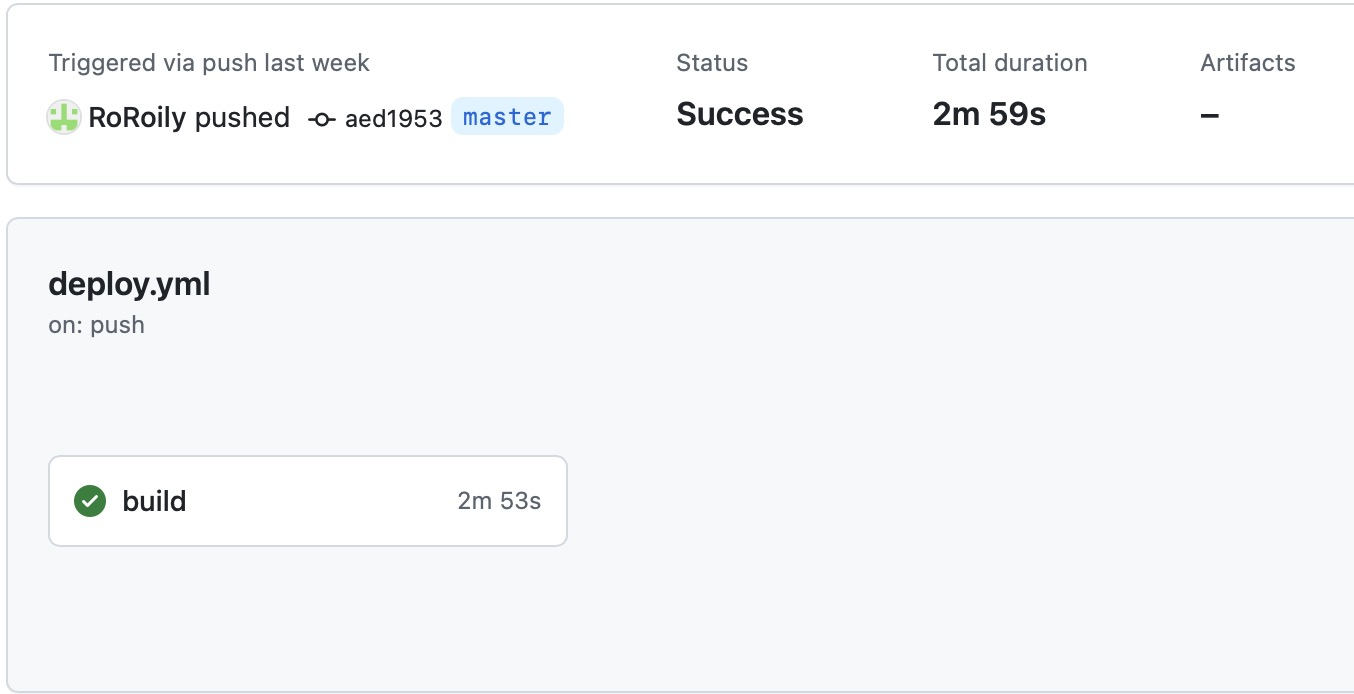 Triggered via push last week
RoRoily pushed aed1953 master
Status
Success
Total duration
2m 59s
Artifacts
–
deploy.yml
on: push
build 2m 53s